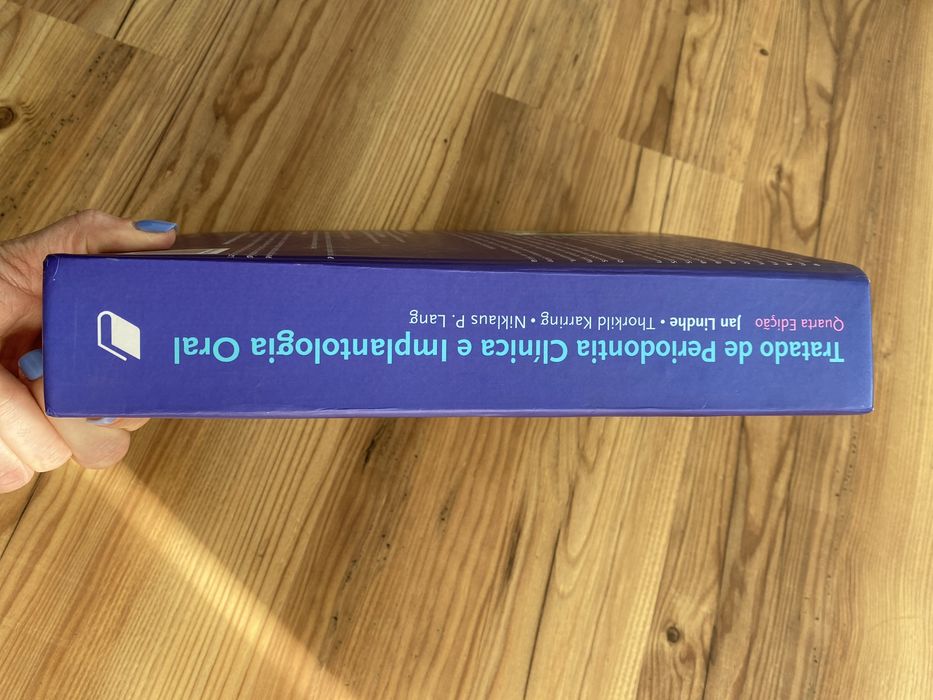 Tratado de Periodontia Clínica e Implantologia Oral
Quarta Edição Jan Lindhe • Thorkild Karring • Niklaus P. Lang